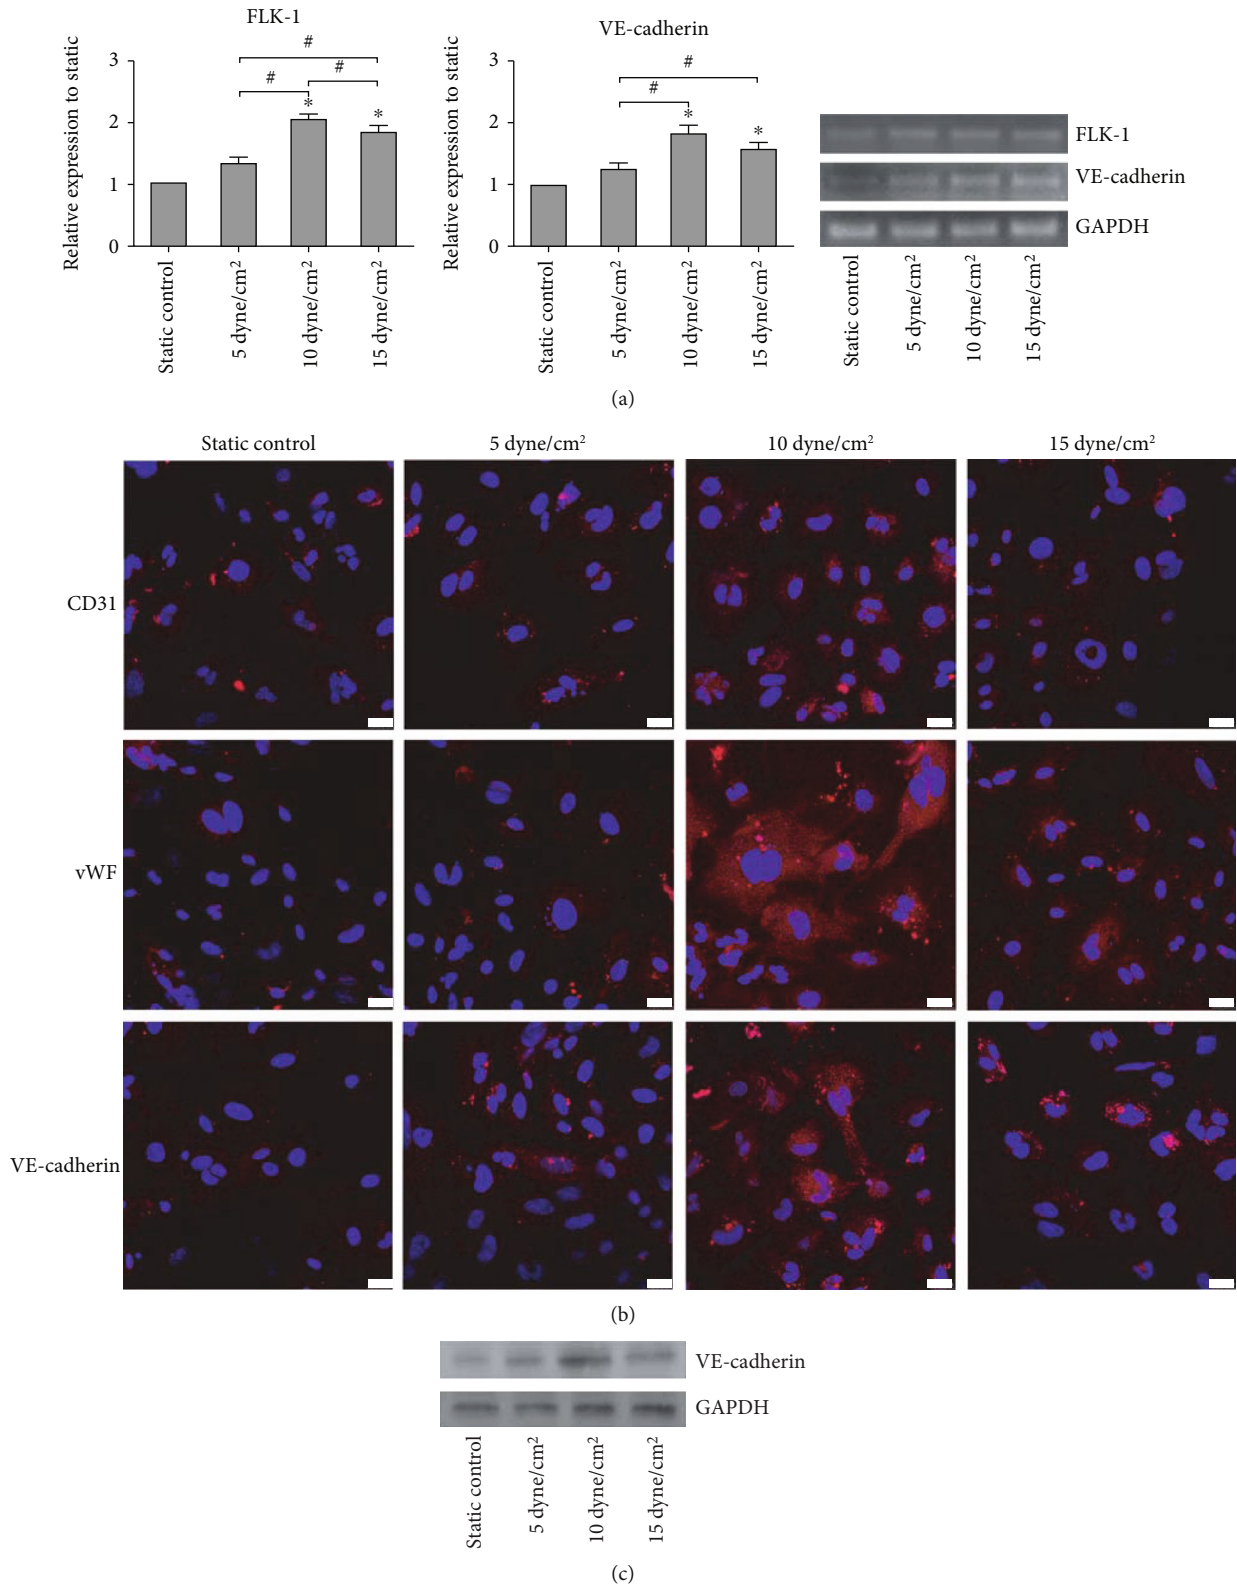 FLK-1
Relative expression to static
3
2
1
0
#
#
#
*
*
Static control
5 dyne/cm²
10 dyne/cm²
15 dyne/cm²
VE-cadherin
Relative expression to static
3
2
1
0
#
#
*
*
Static control
5 dyne/cm²
10 dyne/cm²
15 dyne/cm²
FLK-1
VE-cadherin
GAPDH
Static control
5 dyne/cm²
10 dyne/cm²
15 dyne/cm²
(a)
Static control
5 dyne/cm²
10 dyne/cm²
15 dyne/cm²
CD31
vWF
VE-cadherin
(b)
VE-cadherin
GAPDH
Static control
5 dyne/cm²
10 dyne/cm²
15 dyne/cm²
(c)